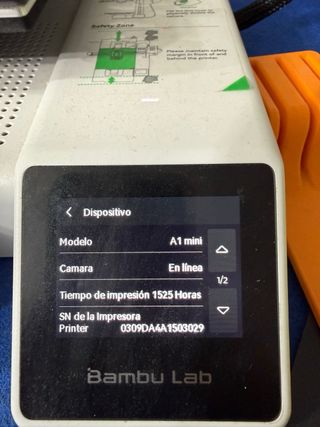 Safety Zone
Please maintain safety
margin in front of and
behind the printer.
Dispositivo
Modelo A1 mini
Camara En línea
1/2
Tiempo de impresión 1525 Horas
SN de la Impresora
Printer 0309DA4A1503029
Bambu Lab